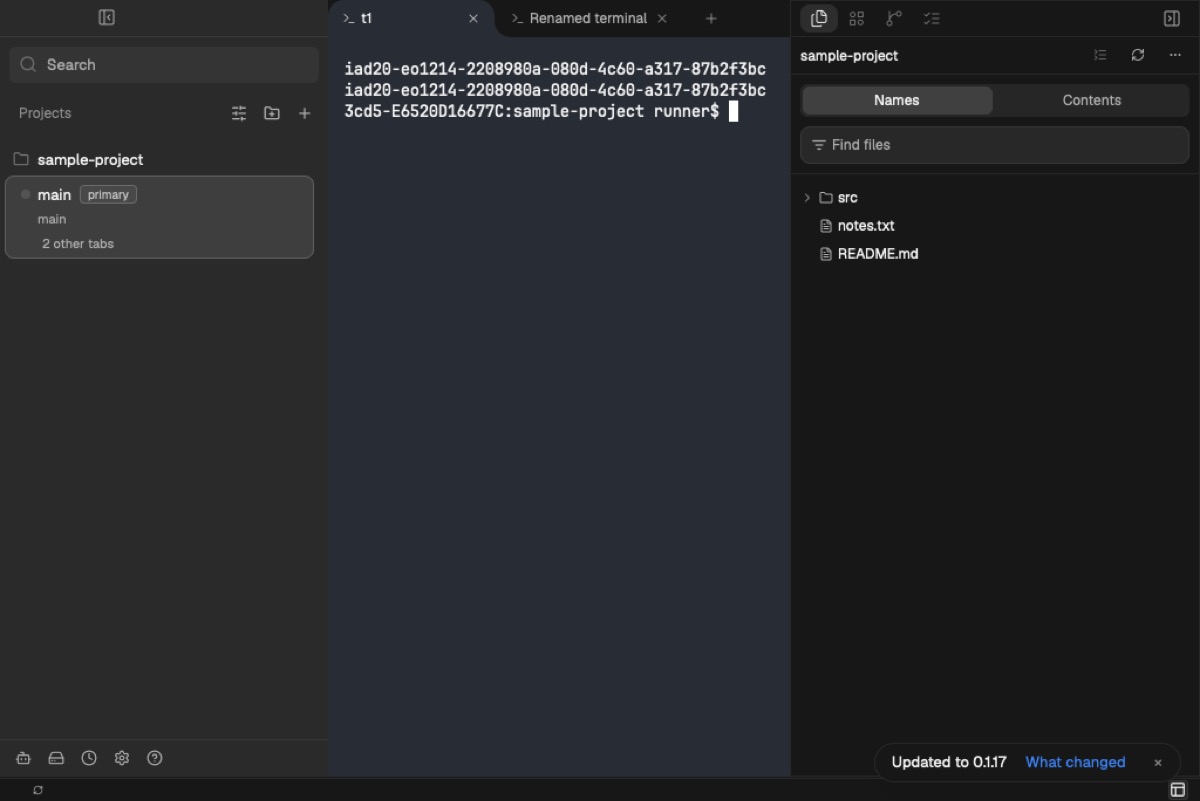 Search
Projects
sample-project
main primary
main
2 other tabs
>_ t1
>_ Renamed terminal
iad20-eo1214-2208980a-080d-4c60-a317-87b2f3bc
iad20-eo1214-2208980a-080d-4c60-a317-87b2f3bc
3cd5-E6520D16677C:sample-project runner$
sample-project
Names Contents
Find files
src
notes.txt
README.md
Updated to 0.1.17 What changed